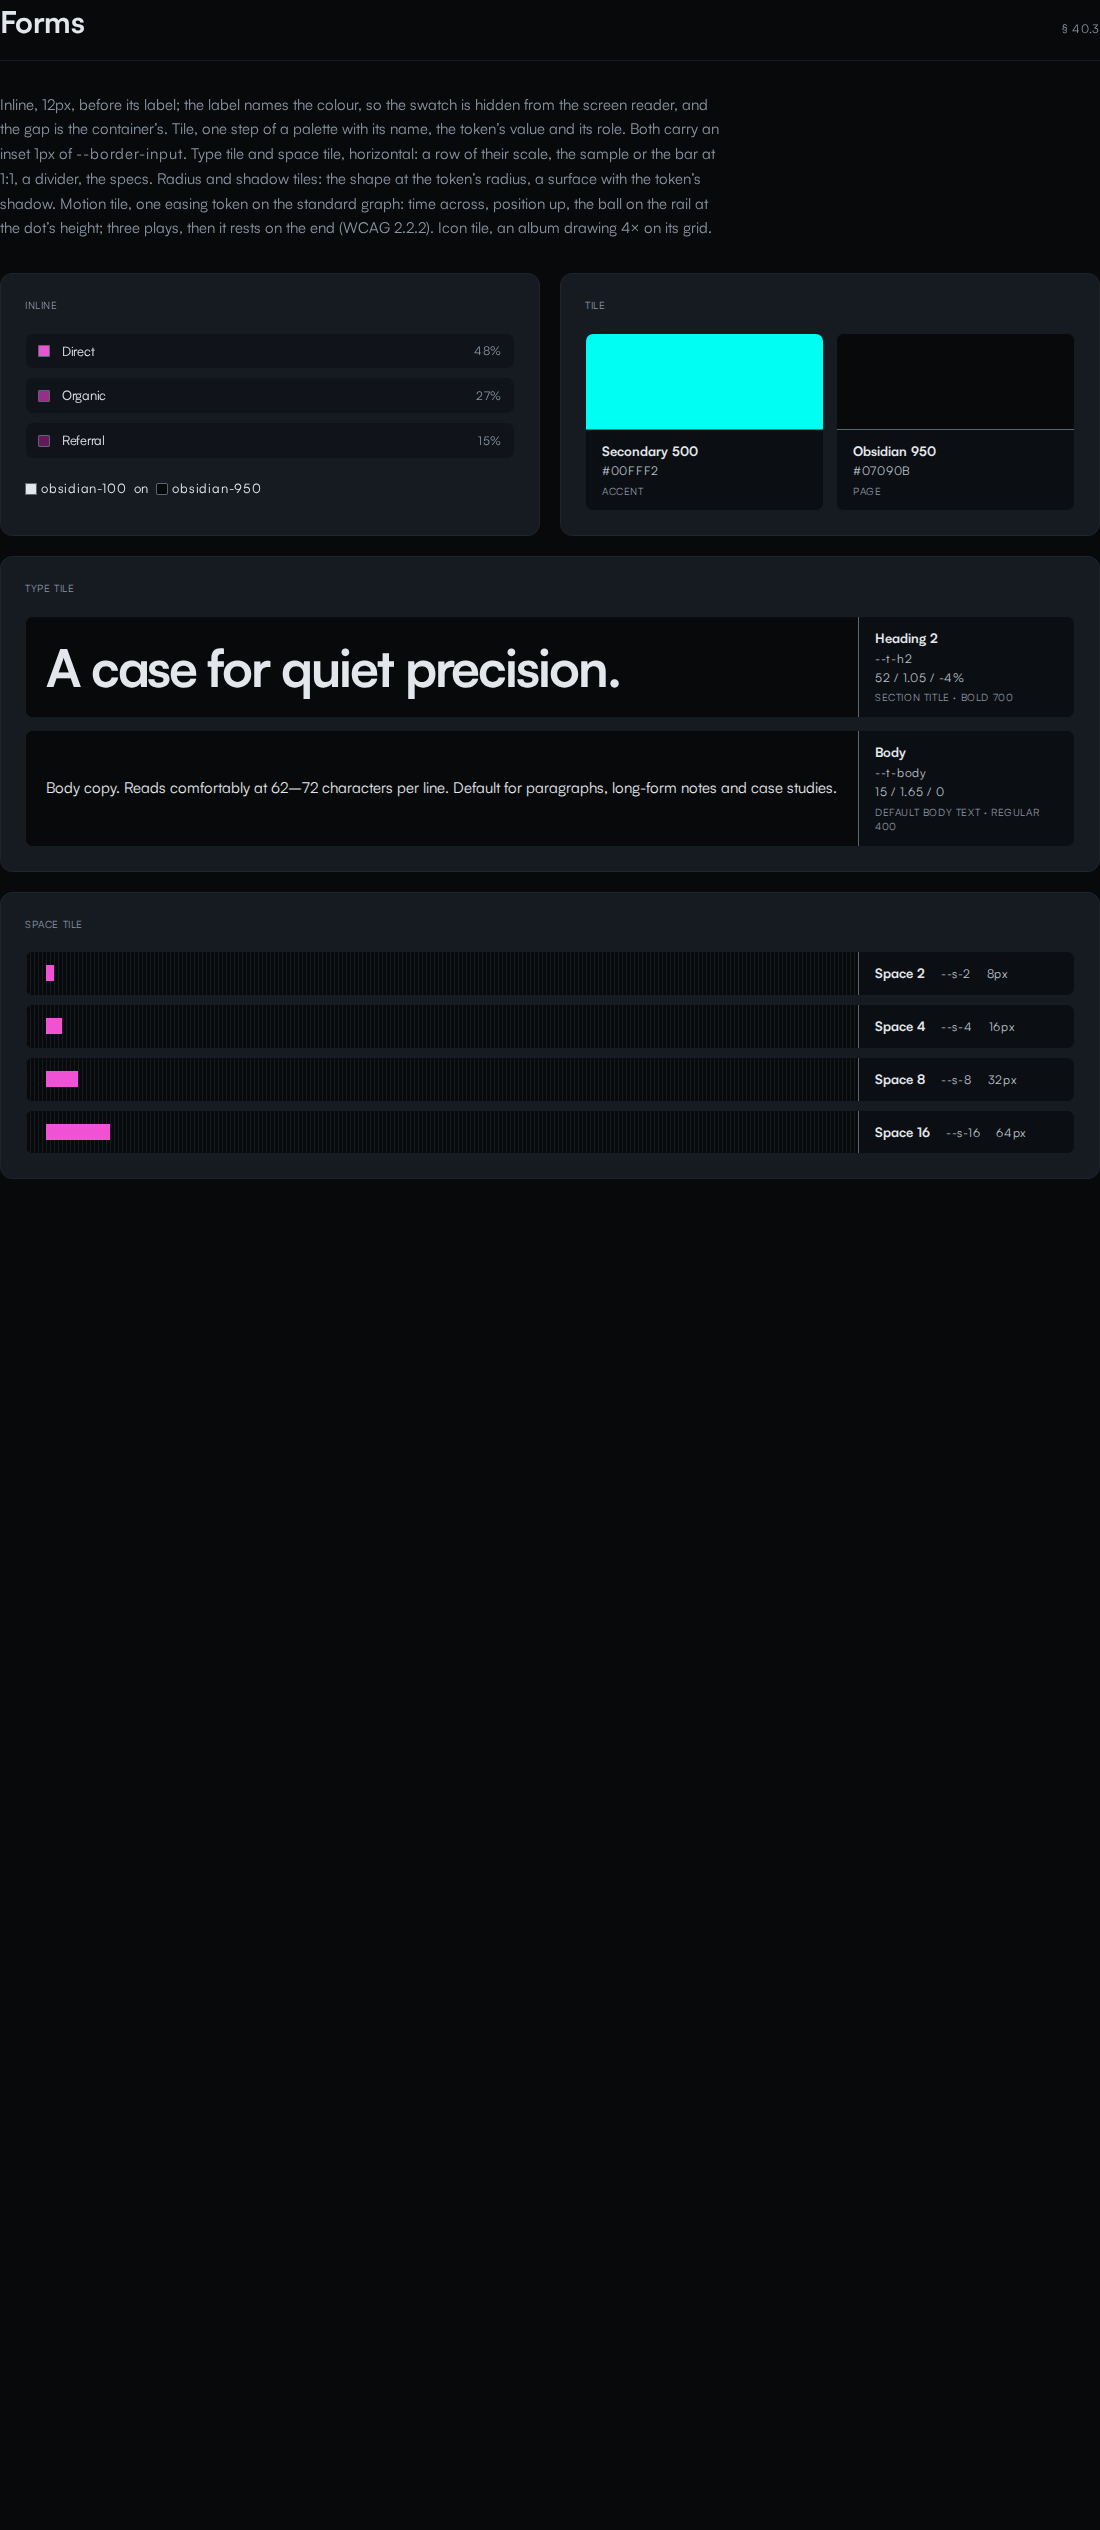 Forms
§ 40.3
Inline, 12px, before its label; the label names the colour, so the swatch is hidden from the screen reader, and
the gap is the container’s. Tile, one step of a palette with its name, the token’s value and its role. Both carry an
inset 1px of --border-input. Type tile and space tile, horizontal: a row of their scale, the sample or the bar at
1:1, a divider, the specs. Radius and shadow tiles: the shape at the token’s radius, a surface with the token’s
shadow. Motion tile, one easing token on the standard graph: time across, position up, the ball on the rail at
the dot’s height; three plays, then it rests on the end (WCAG 2.2.2). Icon tile, an album drawing 4× on its grid.
INLINE
Direct 48%
Organic 27%
Referral 15%
obsidian-100 on obsidian-950
TILE
Secondary 500
#00FFF2
ACCENT
Obsidian 950
#07090B
PAGE
TYPE TILE
A case for quiet precision.
Heading 2
--t-h2
52 / 1.05 / -4%
SECTION TITLE · BOLD 700
Body copy. Reads comfortably at 62–72 characters per line. Default for paragraphs, long-form notes and case studies.
Body
--t-body
15 / 1.65 / 0
DEFAULT BODY TEXT · REGULAR
400
SPACE TILE
Space 2 --s-2 8px
Space 4 --s-4 16px
Space 8 --s-8 32px
Space 16 --s-16 64px